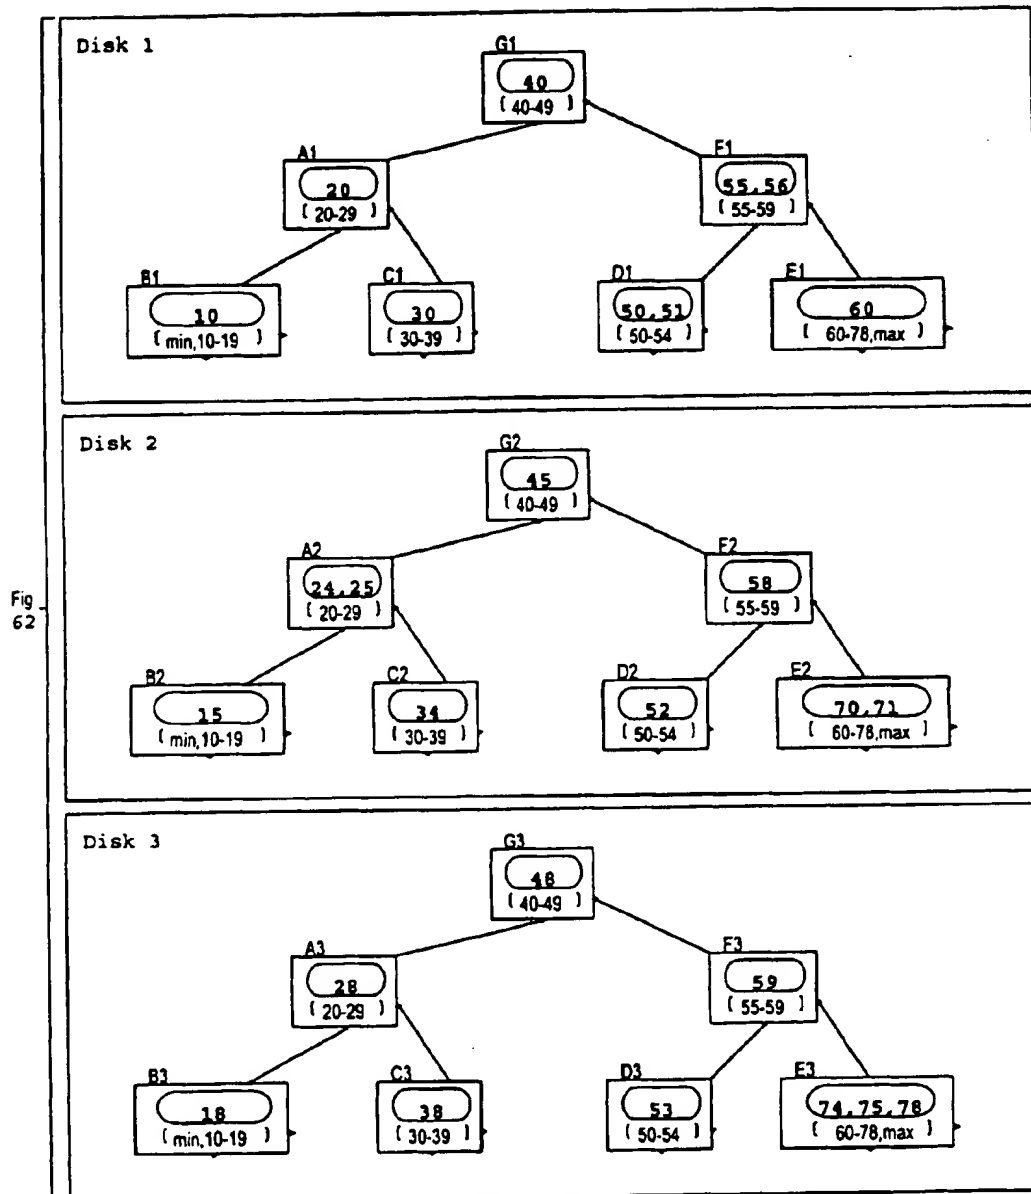 Disk 1
G1
40
[ 40-49 ]
A1
20
[ 20-29 ]
F1
55,56
[ 55-59 ]
B1
10
[ min,10-19 ]
C1
30
[ 30-39 ]
D1
50,51
[ 50-54 ]
E1
60
[ 60-78,max ]
Disk 2
G2
45
[ 40-49 ]
A2
24,25
[ 20-29 ]
F2
58
[ 55-59 ]
Fig
62
B2
15
[ min,10-19 ]
C2
34
[ 30-39 ]
D2
52
[ 50-54 ]
E2
70,71
[ 60-78,max ]
Disk 3
G3
48
[ 40-49 ]
A3
28
[ 20-29 ]
F3
59
[ 55-59 ]
B3
18
[ min,10-19 ]
C3
38
[ 30-39 ]
D3
53
[ 50-54 ]
E3
74,75,78
[ 60-78,max ]